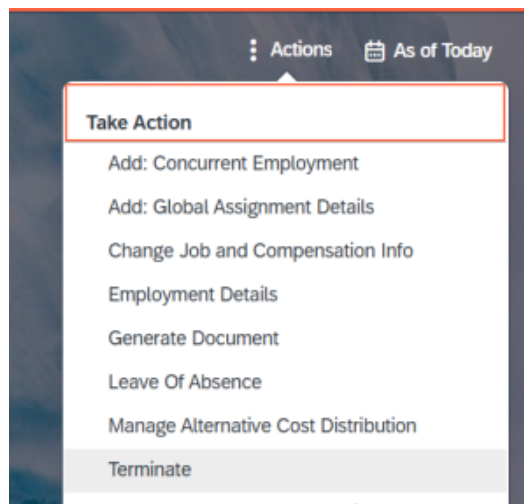 Actions As of Today
Take Action
Add: Concurrent Employment
Add: Global Assignment Details
Change Job and Compensation Info
Employment Details
Generate Document
Leave Of Absence
Manage Alternative Cost Distribution
Terminate